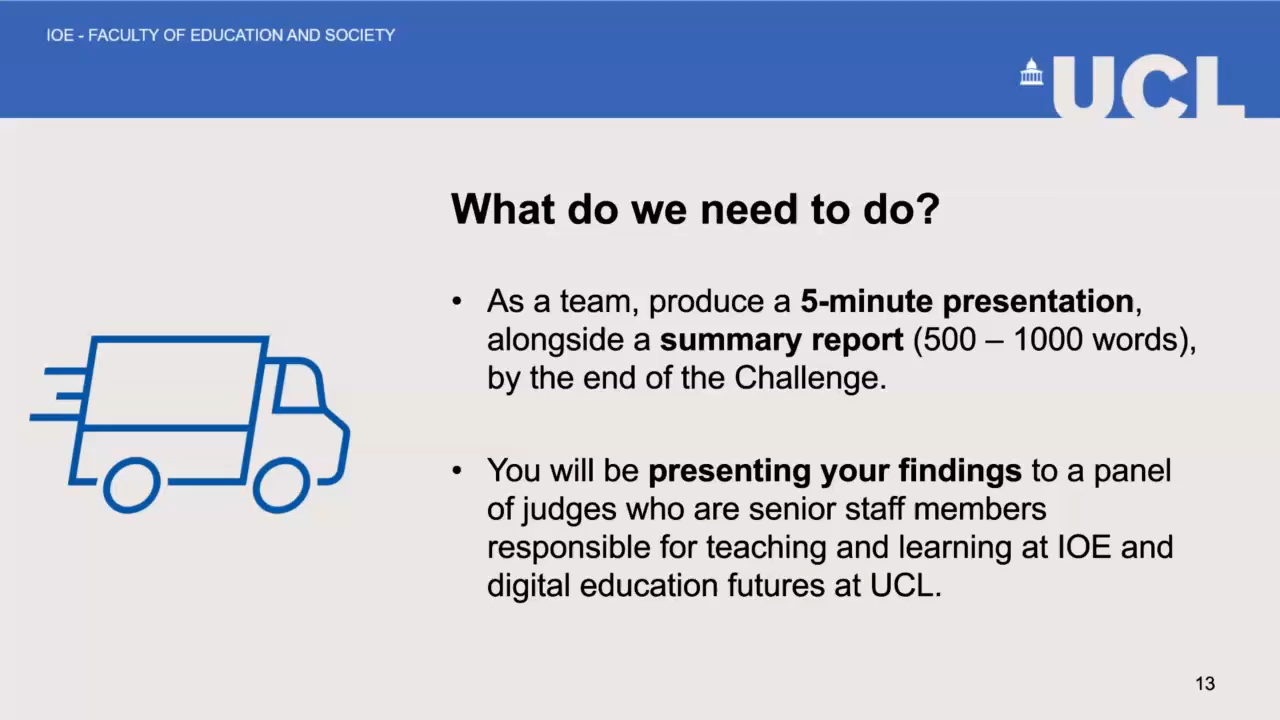 IOE - FACULTY OF EDUCATION AND SOCIETY
UCL
What do we need to do?
• As a team, produce a 5-minute presentation,
alongside a summary report (500 – 1000 words),
by the end of the Challenge.
• You will be presenting your findings to a panel
of judges who are senior staff members
responsible for teaching and learning at IOE and
digital education futures at UCL.
13